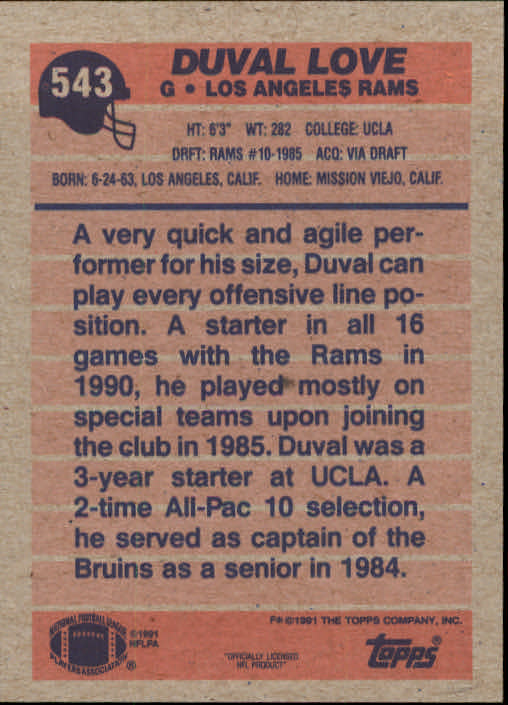 543
DUVAL LOVE
G • LOS ANGELES RAMS
HT: 6'3" WT: 282 COLLEGE: UCLA
DRFT: RAMS #10-1985 ACQ: VIA DRAFT
BORN: 6-24-63, LOS ANGELES, CALIF. HOME: MISSION VIEJO, CALIF.
A very quick and agile per-
former for his size, Duval can
play every offensive line po-
sition. A starter in all 16
games with the Rams in
1990, he played mostly on
special teams upon joining
the club in 1985. Duval was a
3-year starter at UCLA. A
2-time All-Pac 10 selection,
he served as captain of the
Bruins as a senior in 1984.
NATIONAL FOOTBALL LEAGUE
PLAYERS ASSOCIATION ®
©1991
NFLPA
F※ ©1991 THE TOPPS COMPANY, INC.
"OFFICIALLY LICENSED
NFL PRODUCT"
topps®